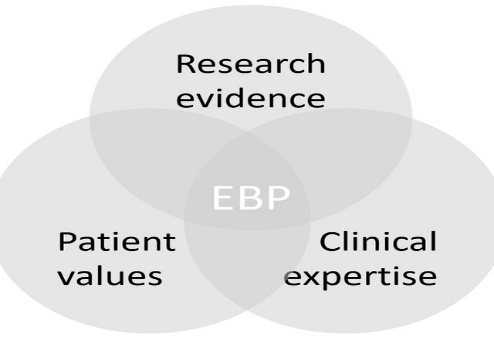 Research
evidence
EBP
Patient
values
Clinical
expertise